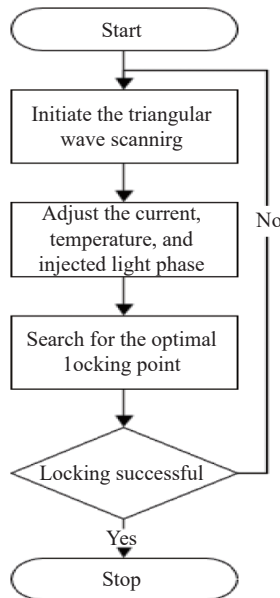 Start
Initiate the triangular
wave scannirg
Adjust the current,
temperature, and
injected light phase
No
Search for the optimal
locking point
Locking successful
Yes
Stop